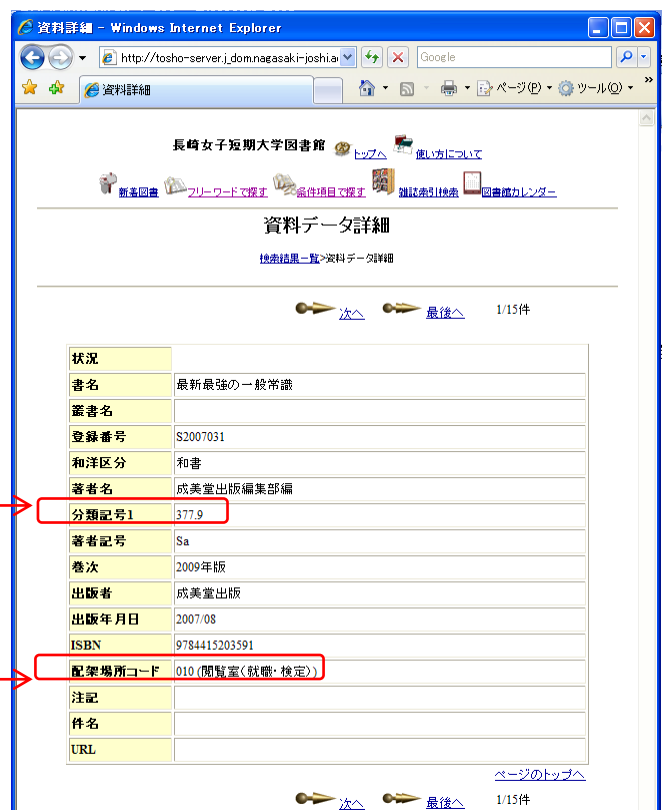 資料詳細 - Windows Internet Explorer
http://tosho-server.j_dom.nagasaki-joshi.a
Google
資料詳細
ページ(P)
ツール(O)
長崎女子短期大学図書館 トップへ 使い方について
新着図書 フリーワードで探す 条件項目で探す 雑誌索引検索 図書館カレンダー
資料データ詳細
検索結果一覧>資料データ詳細
次へ 最後へ 1/15件
状況
書名 最新最強の一般常識
叢書名
登録番号 S2007031
和洋区分 和書
著者名 成美堂出版編集部編
分類記号1 377.9
著者記号 Sa
巻次 2009年版
出版者 成美堂出版
出版年月日 2007/08
ISBN 9784415203591
配架場所コード 010 (閲覧室(就職・検定))
注記
件名
URL
ページのトップへ
次へ 最後へ 1/15件